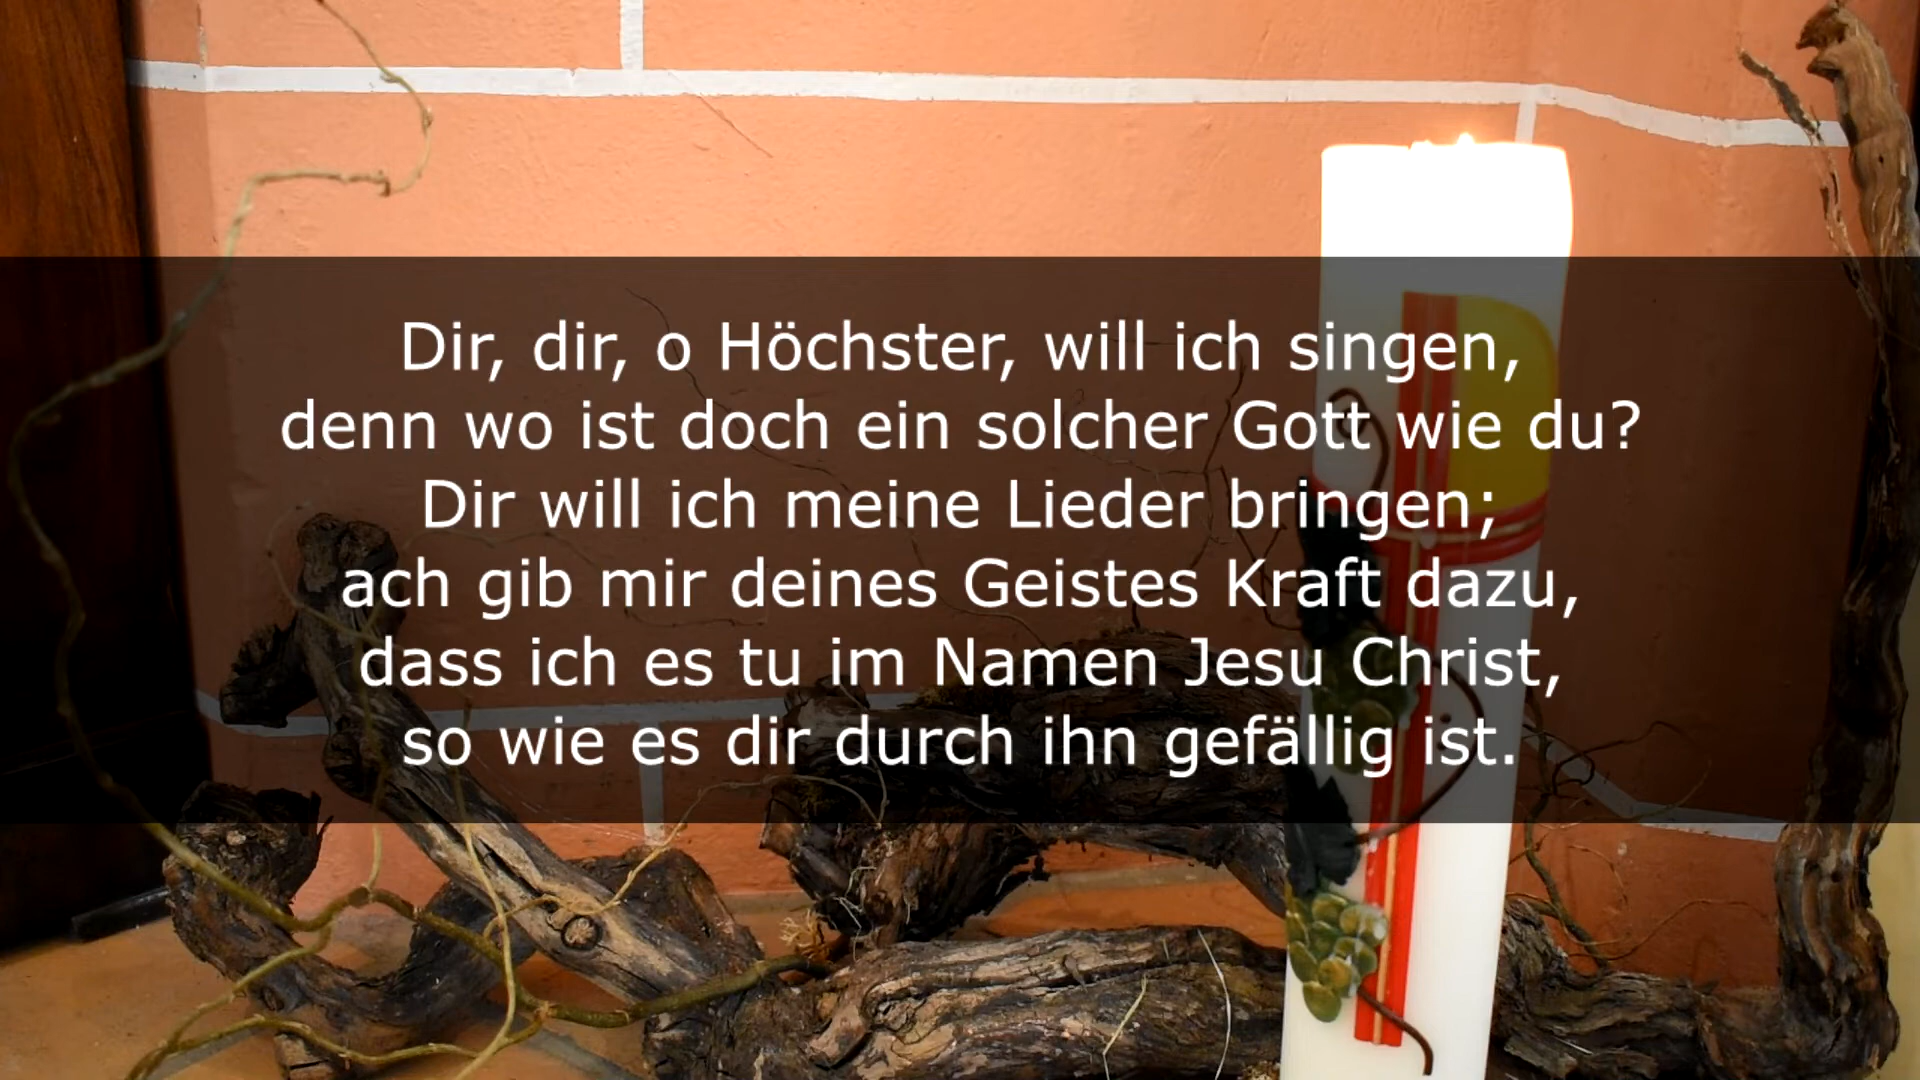 Dir, dir, o Höchster, will ich singen,
denn wo ist doch ein solcher Gott wie du?
Dir will ich meine Lieder bringen;
ach gib mir deines Geistes Kraft dazu,
dass ich es tu im Namen Jesu Christ,
so wie es dir durch ihn gefällig ist.